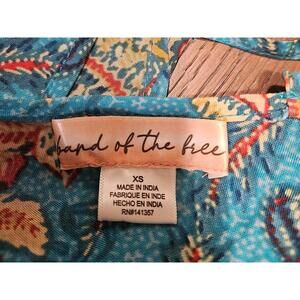 band of the free
XS
MADE IN INDIA
FABRIQUE EN INDE
HECHO EN INDIA
RN#141357